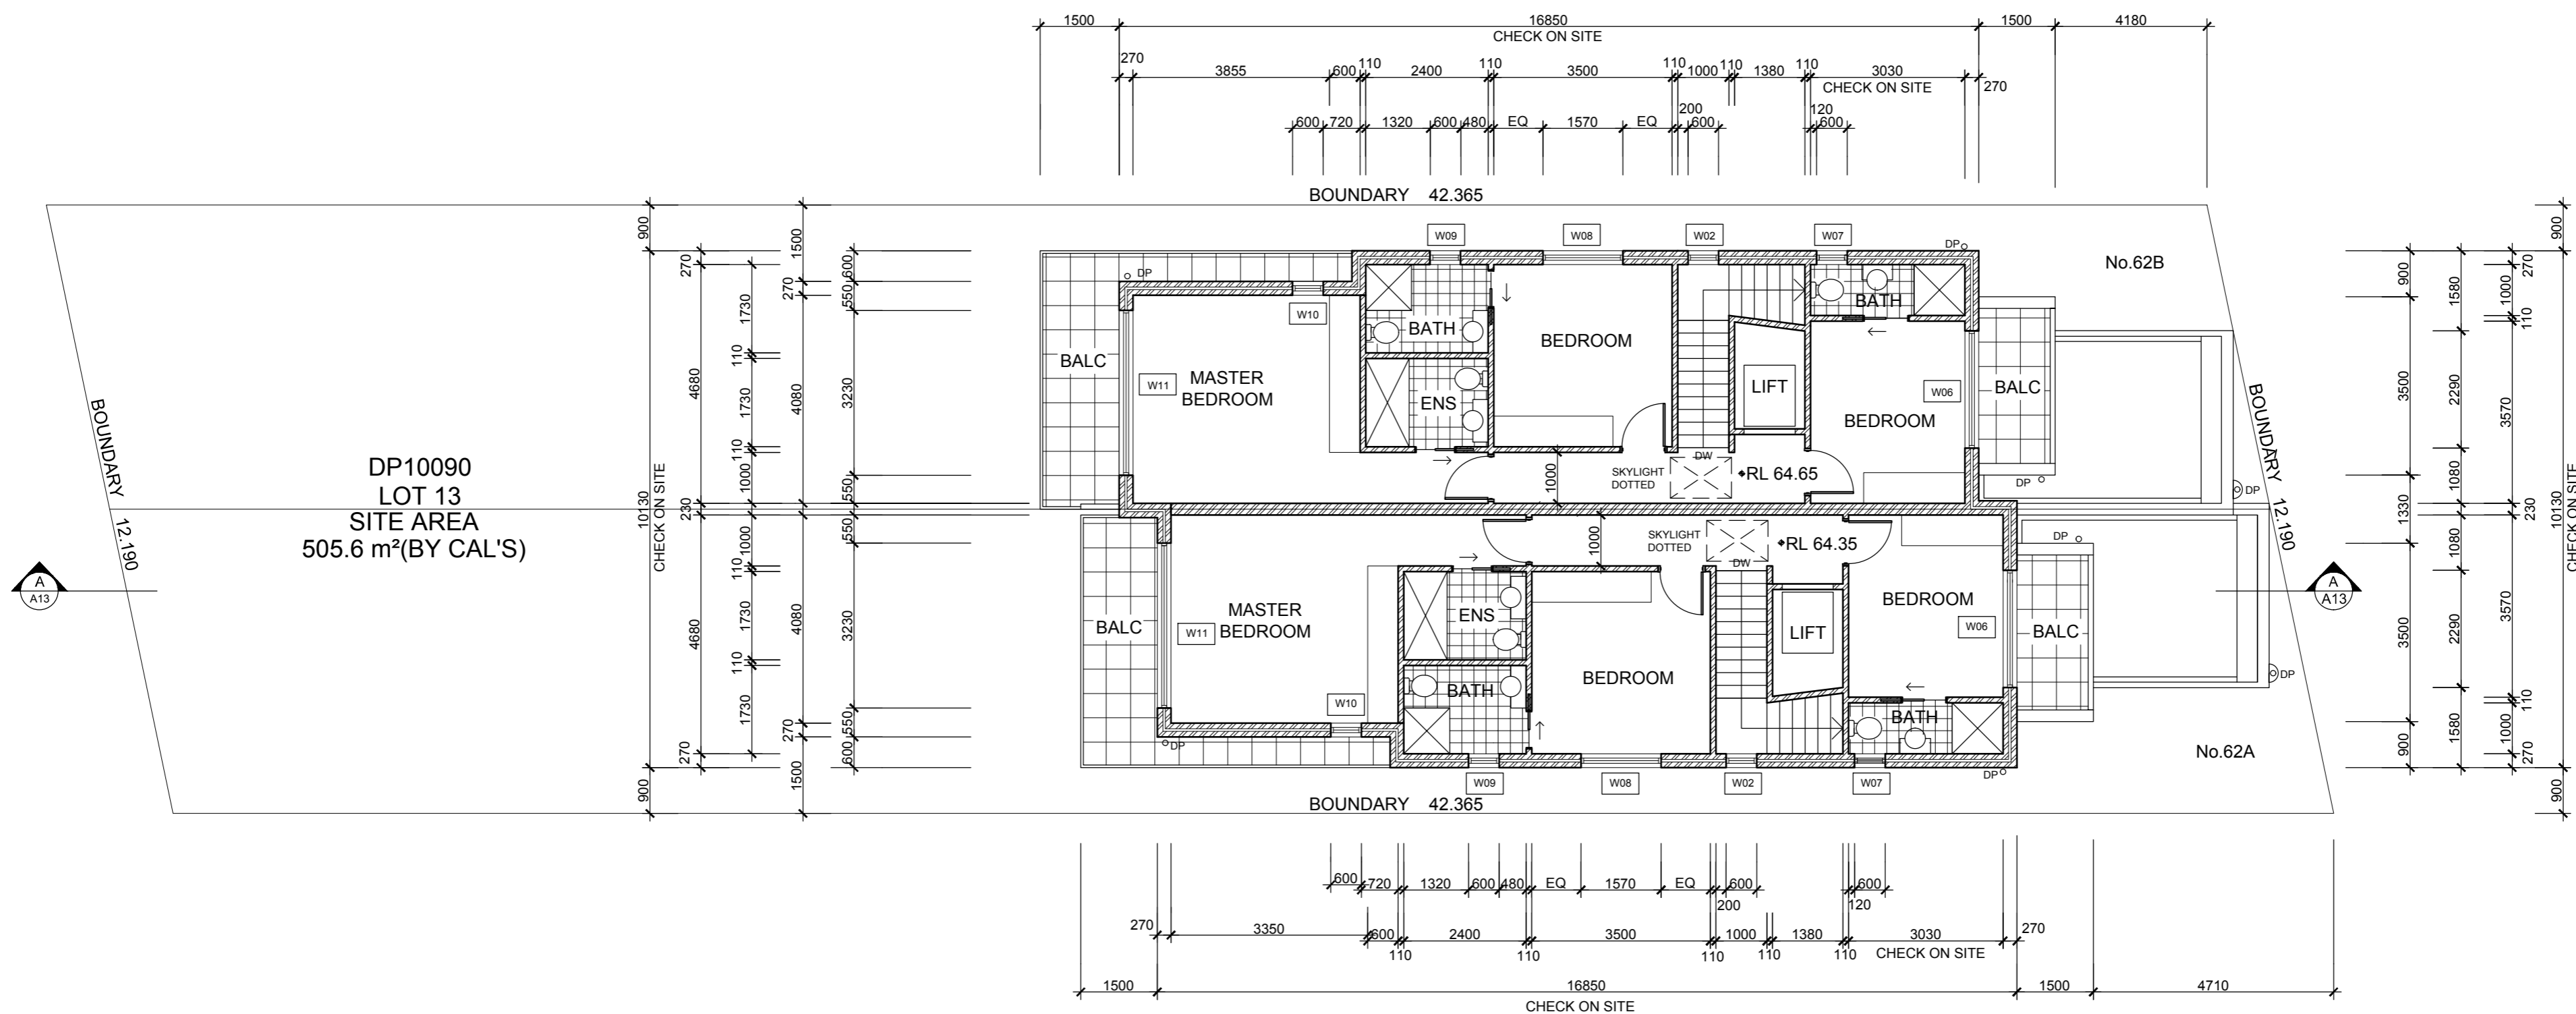 1500 16850 1500 4180
CHECK ON SITE
270 3855 600 110 2400 110 3500 110 1000 110 1380 110 3030 270
CHECK ON SITE
600 720 1320 600 480 EQ 1570 EQ 200 600 120 600
BOUNDARY 42.365
W09 W08 W02 W07
DP
DP
No.62B
W10
BATH
BEDROOM
BATH
BALC
W11
MASTER
BEDROOM
ENS
LIFT
W06
BALC
BEDROOM
DW
SKYLIGHT
DOTTED
RL 64.65
1000
DP
DP
BOUNDARY 12.190
DP10090
LOT 13
SITE AREA
505.6 m²(BY CAL'S)
BOUNDARY 12.190
A
A13
A
A13
SKYLIGHT
DOTTED
RL 64.35
1000
DW
DP
BALC
W11
MASTER
BEDROOM
ENS
LIFT
BEDROOM
W06
BALC
BATH
BEDROOM
BATH
W10
DP
DP
DP
No.62A
W09 W08 W02 W07
BOUNDARY 42.365
900 10130 900
CHECK ON SITE
270 4680 230 4680 270
1730 110 1730 110 1000 1000 110 1730 110 1730
1500 270 4080 4080 270 1500
600 550 3230 550 550 3230 550 600
900 3500 1330 3500 900
1580 2290 1080 1080 2290 1580
270 1000 110 3570 230 3570 110 1000 270
900 10130 900
CHECK ON SITE
600 720 1320 600 480 EQ 1570 EQ 200 600 120 600
270 3350 600 110 2400 110 3500 110 1000 110 1380 110 3030 270
CHECK ON SITE
1500 16850 1500 4710
CHECK ON SITE